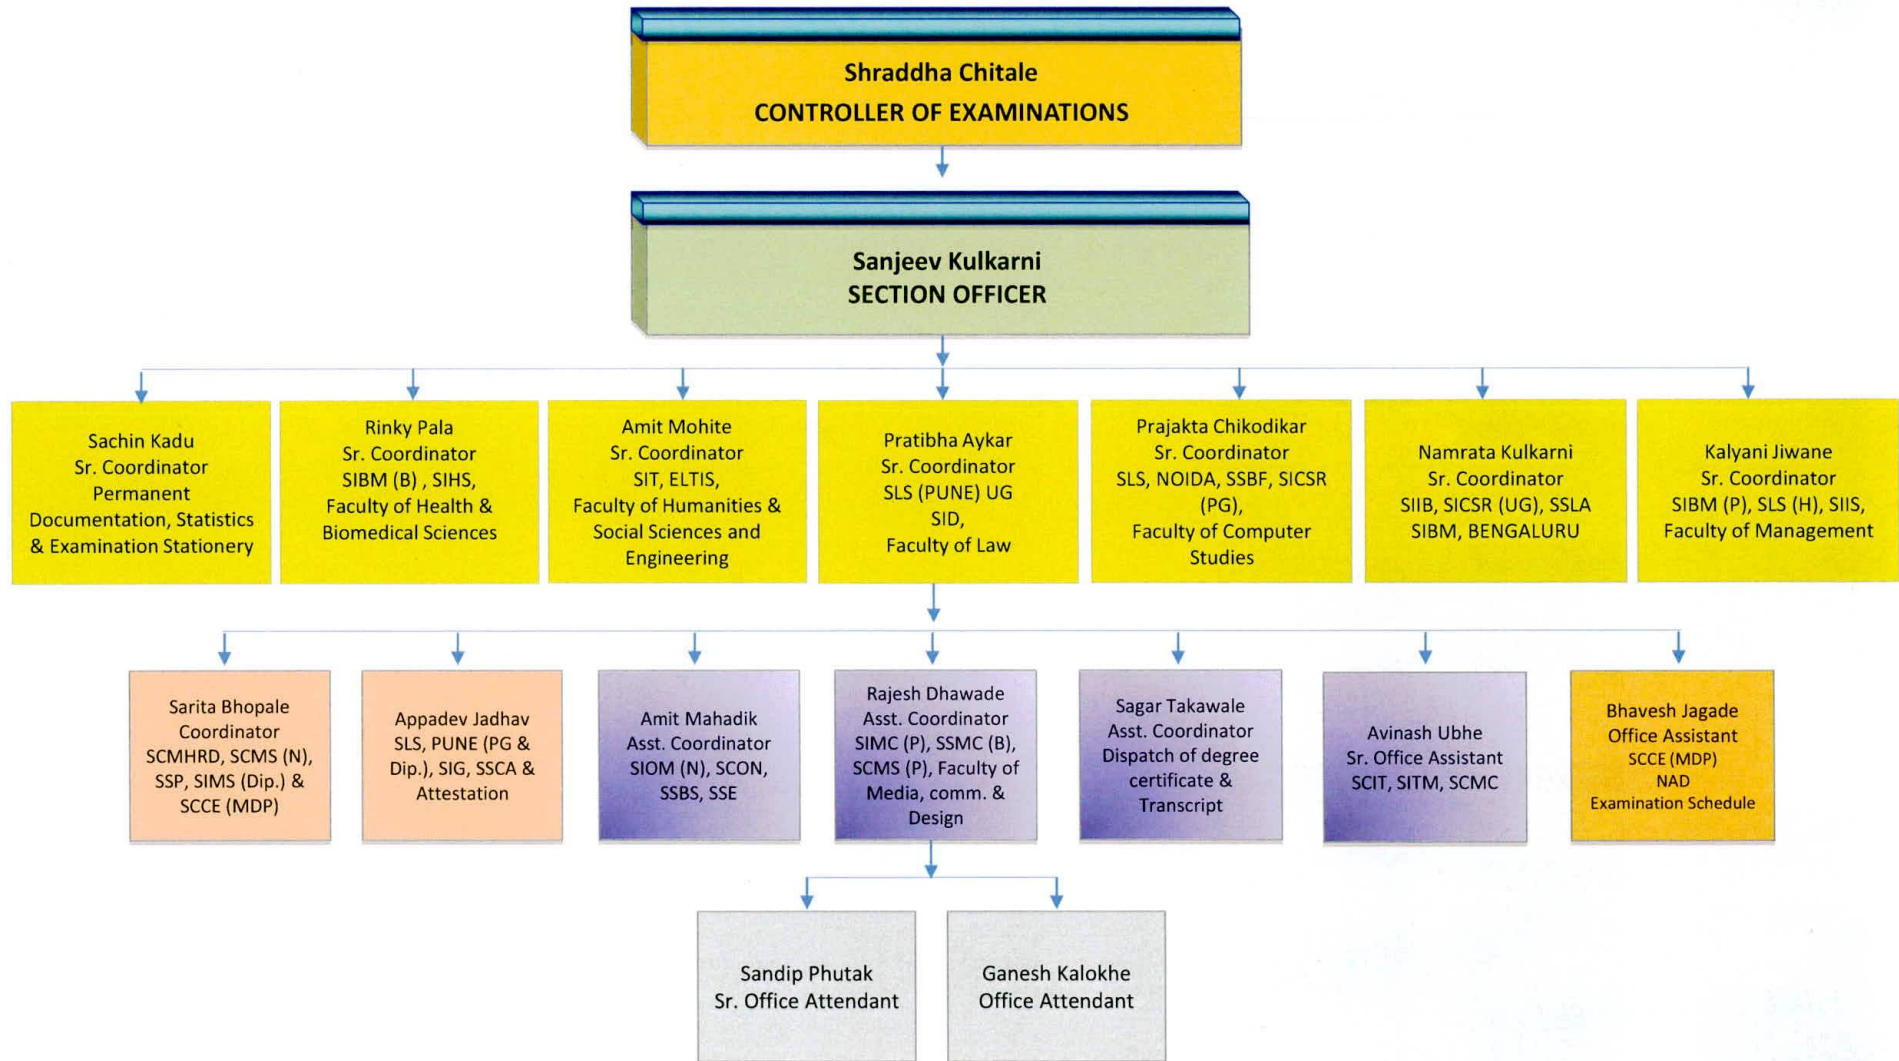 Shraddha Chitale
CONTROLLER OF EXAMINATIONS
Sanjeev Kulkarni
SECTION OFFICER
Sachin Kadu
Sr. Coordinator
Permanent
Documentation, Statistics
& Examination Stationery
Rinky Pala
Sr. Coordinator
SIBM (B) , SIHS,
Faculty of Health &
Biomedical Sciences
Amit Mohite
Sr. Coordinator
SIT, ELTIS,
Faculty of Humanities &
Social Sciences and
Engineering
Pratibha Aykar
Sr. Coordinator
SLS (PUNE) UG
SID,
Faculty of Law
Prajakta Chikodikar
Sr. Coordinator
SLS, NOIDA, SSBF, SICSR
(PG),
Faculty of Computer
Studies
Namrata Kulkarni
Sr. Coordinator
SIIB, SICSR (UG), SSLA
SIBM, BENGALURU
Kalyani Jiwane
Sr. Coordinator
SIBM (P), SLS (H), SIIS,
Faculty of Management
Sarita Bhopale
Coordinator
SCMHRD, SCMS (N),
SSP, SIMS (Dip.) &
SCCE (MDP)
Appadev Jadhav
SLS, PUNE (PG &
Dip.), SIG, SSCA &
Attestation
Amit Mahadik
Asst. Coordinator
SIOM (N), SCON,
SSBS, SSE
Rajesh Dhawade
Asst. Coordinator
SIMC (P), SSMC (B),
SCMS (P), Faculty of
Media, comm. &
Design
Sagar Takawale
Asst. Coordinator
Dispatch of degree
certificate &
Transcript
Avinash Ubhe
Sr. Office Assistant
SCIT, SITM, SCMC
Bhavesh Jagade
Office Assistant
SCCE (MDP)
NAD
Examination Schedule
Sandip Phutak
Sr. Office Attendant
Ganesh Kalokhe
Office Attendant